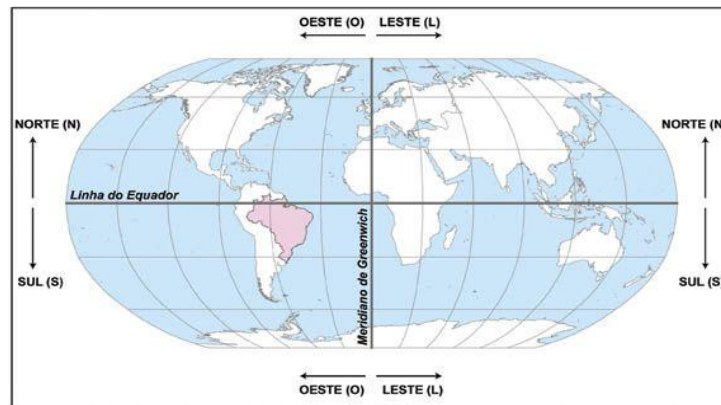 OESTE (O) LESTE (L)
NORTE (N)
NORTE (N
Linha do Equador
Meridiano de Greenwich
SUL (S)
SUL (S)
OESTE (O) LESTE (L)